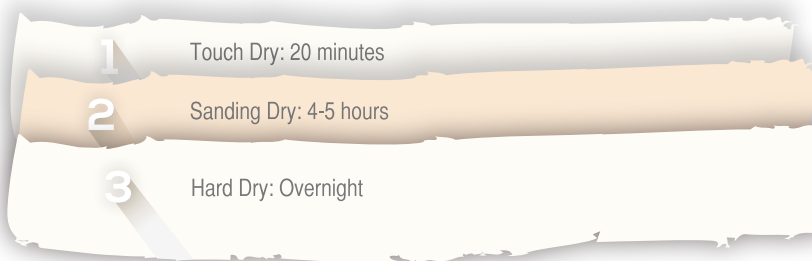 1 Touch Dry: 20 minutes
2 Sanding Dry: 4-5 hours
3 Hard Dry: Overnight